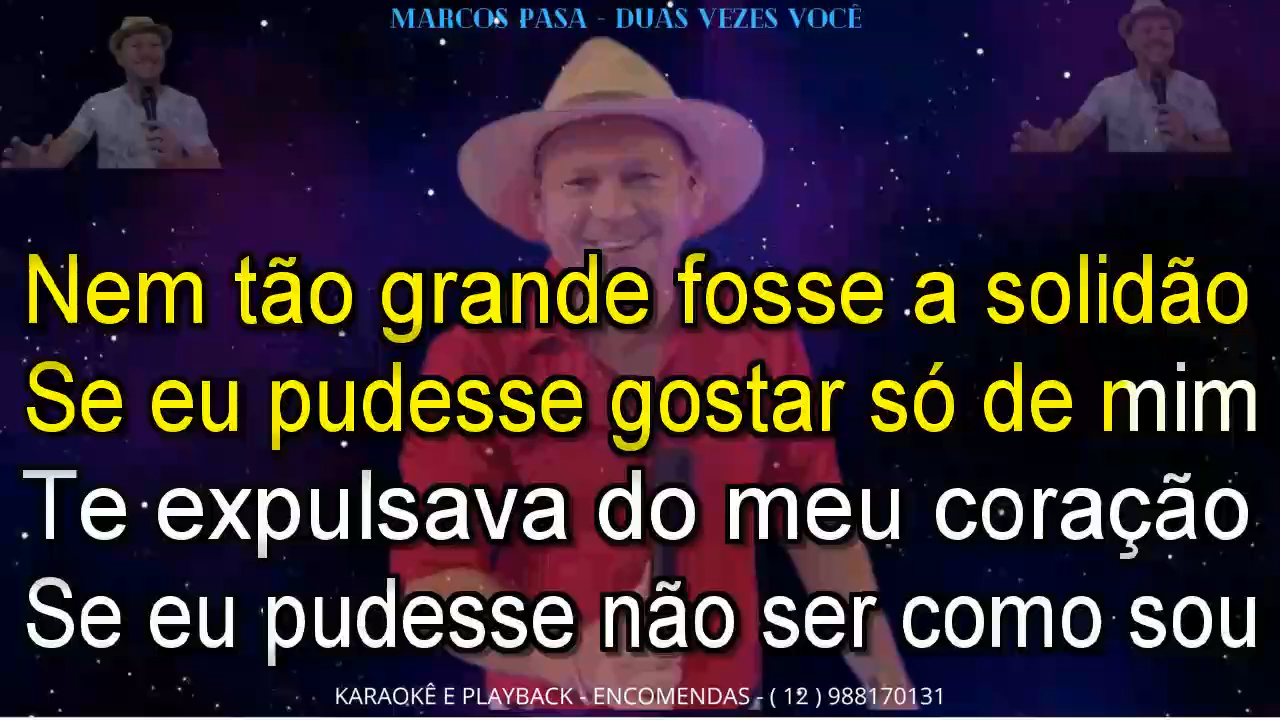 MARCOS PASA - DUAS VEZES VOCÊ
Nem tão grande fosse a solidão
Se eu pudesse gostar só de mim
Te expulsava do meu coração
Se eu pudesse não ser como sou
KARAOKÊ E PLAYBACK - ENCOMENDAS - ( 12 ) 988170131